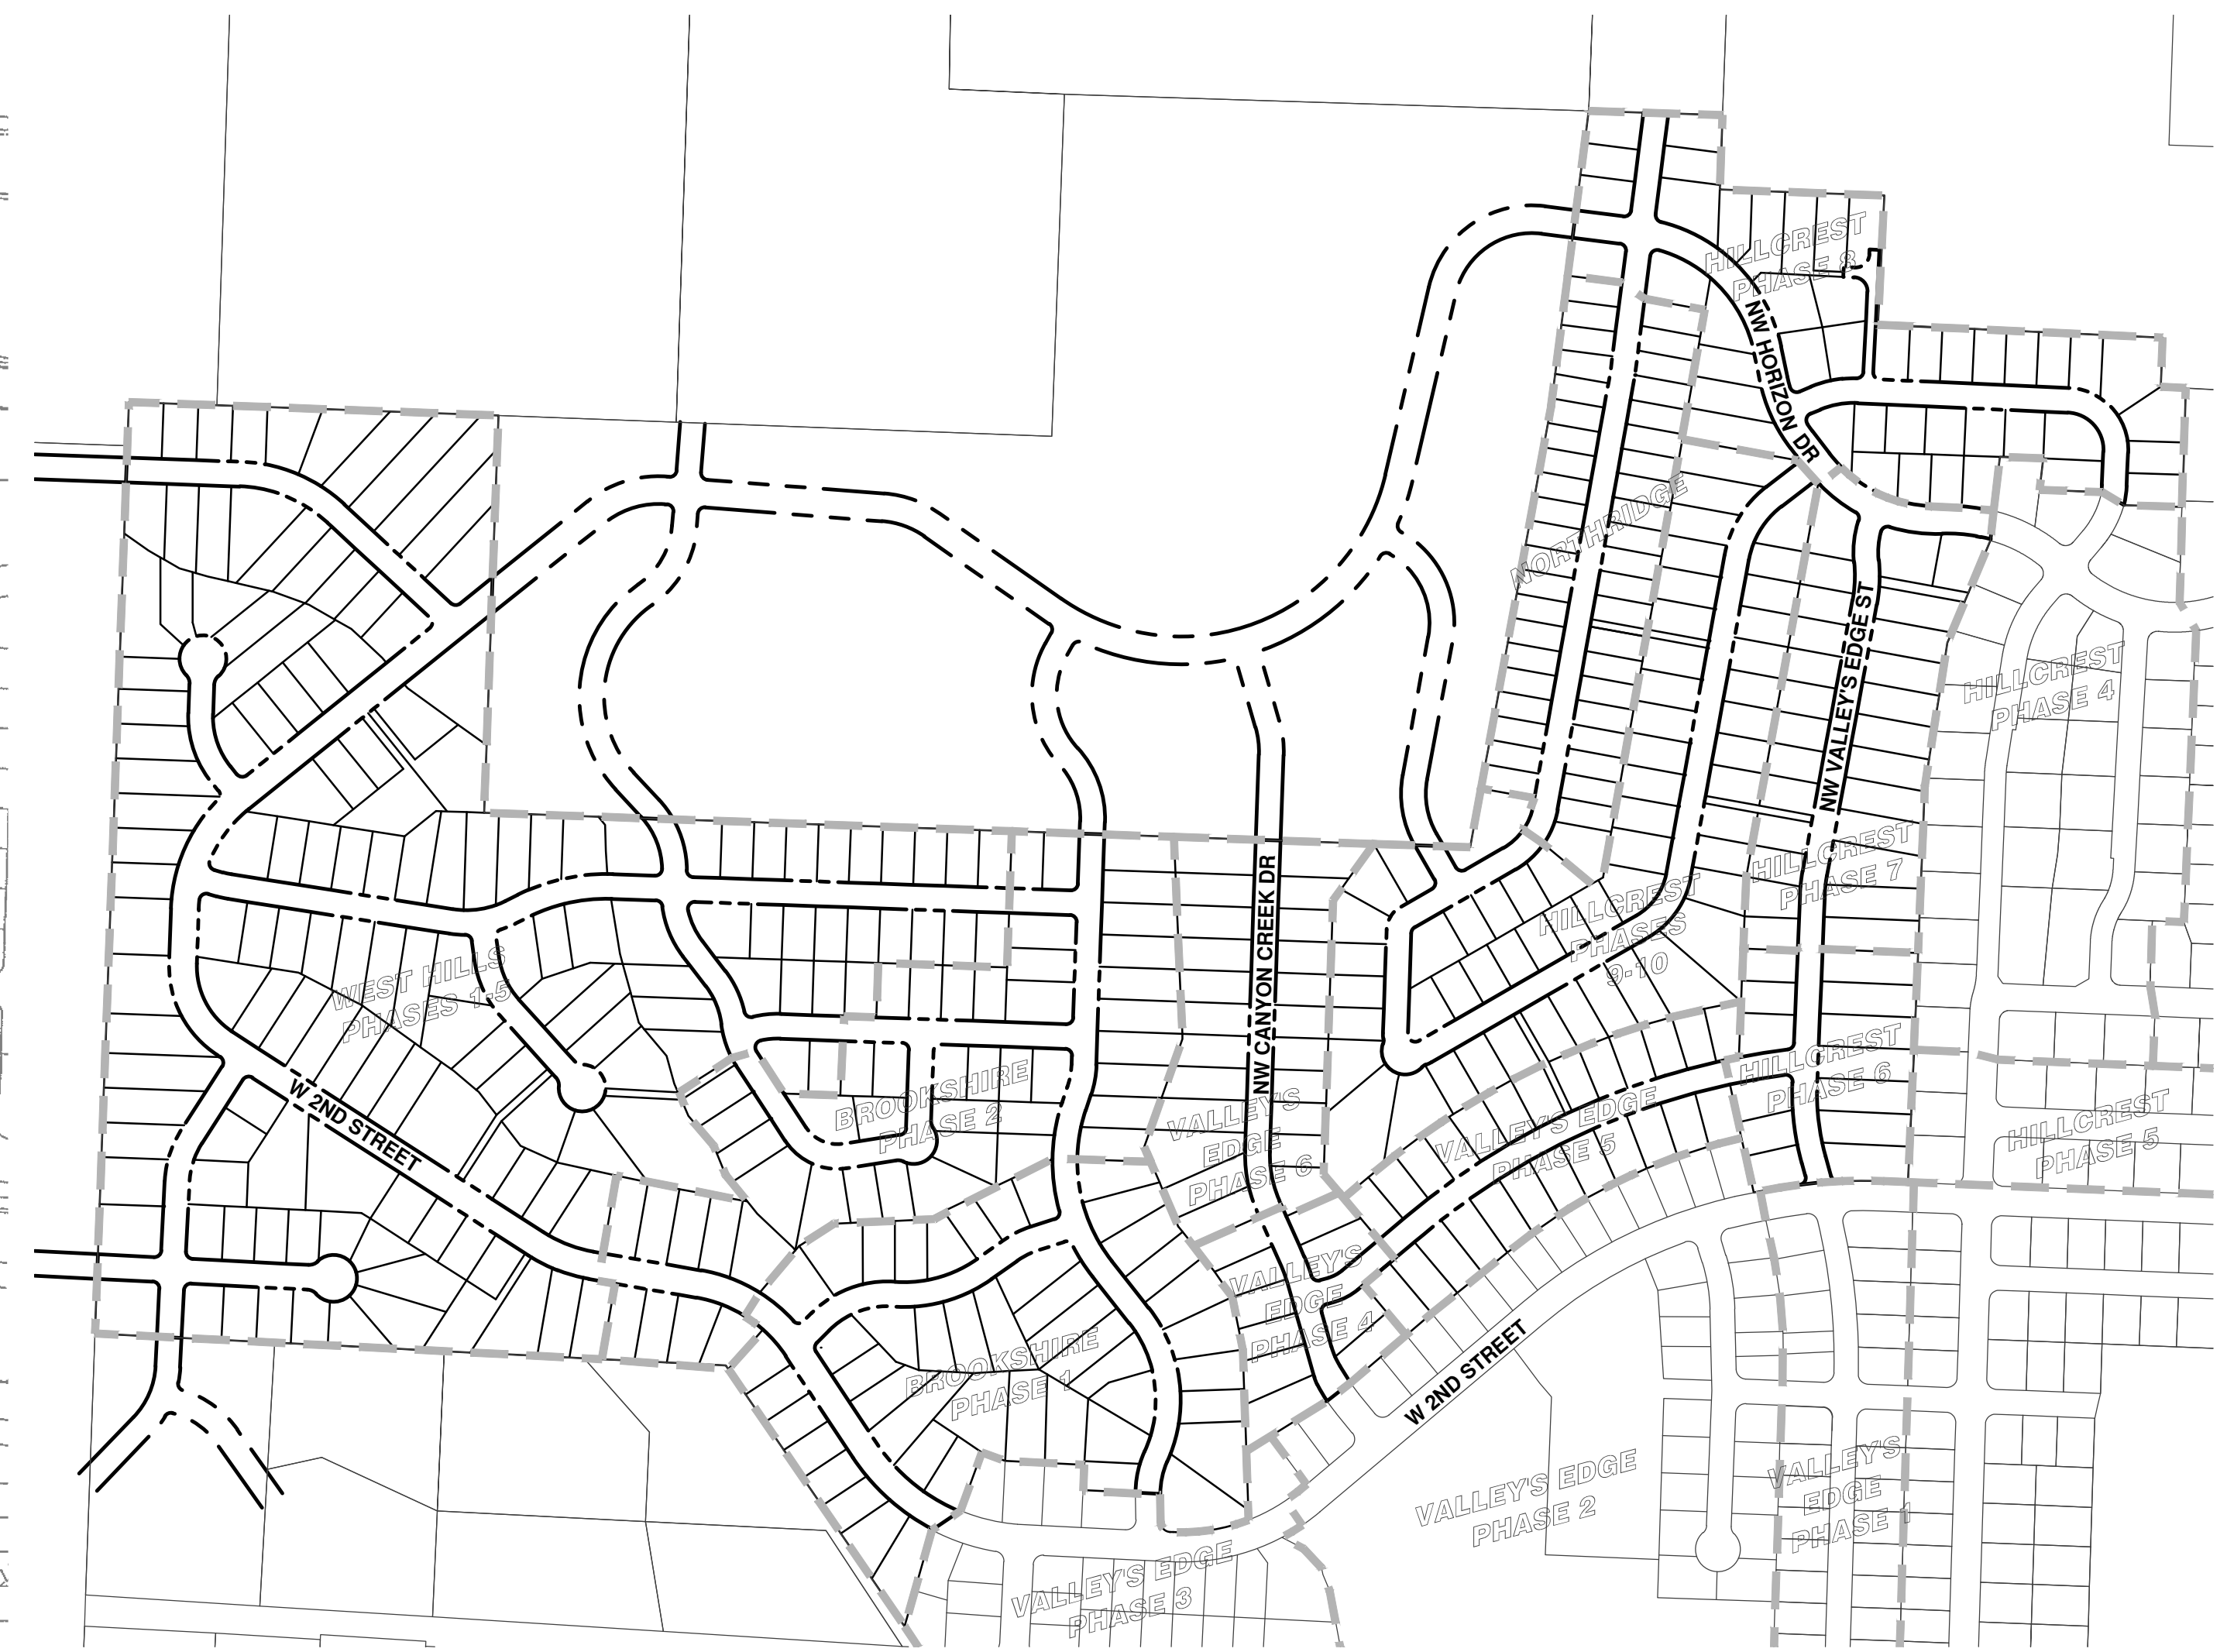 HILLCREST
PHASE 8
NW HORIZON DR
NORTHRIDGE
NW VALLEY'S EDGE ST
HILLCREST
PHASE 4
HILLCREST
PHASE 7
HILLCREST
PHASES
9-10
WEST HILLS
PHASES 1-5
NW CANYON CREEK DR
HILLCREST
PHASE 6
BROOKSHIRE
PHASE 2
VALLEY'S
EDGE
PHASE 6
VALLEY'S EDGE
PHASE 5
HILLCREST
PHASE 5
W 2ND STREET
VALLEY'S
EDGE
PHASE 4
BROOKSHIRE
PHASE 1
W 2ND STREET
VALLEY'S EDGE
PHASE 2
VALLEY'S
EDGE
PHASE 1
VALLEY'S EDGE
PHASE 3